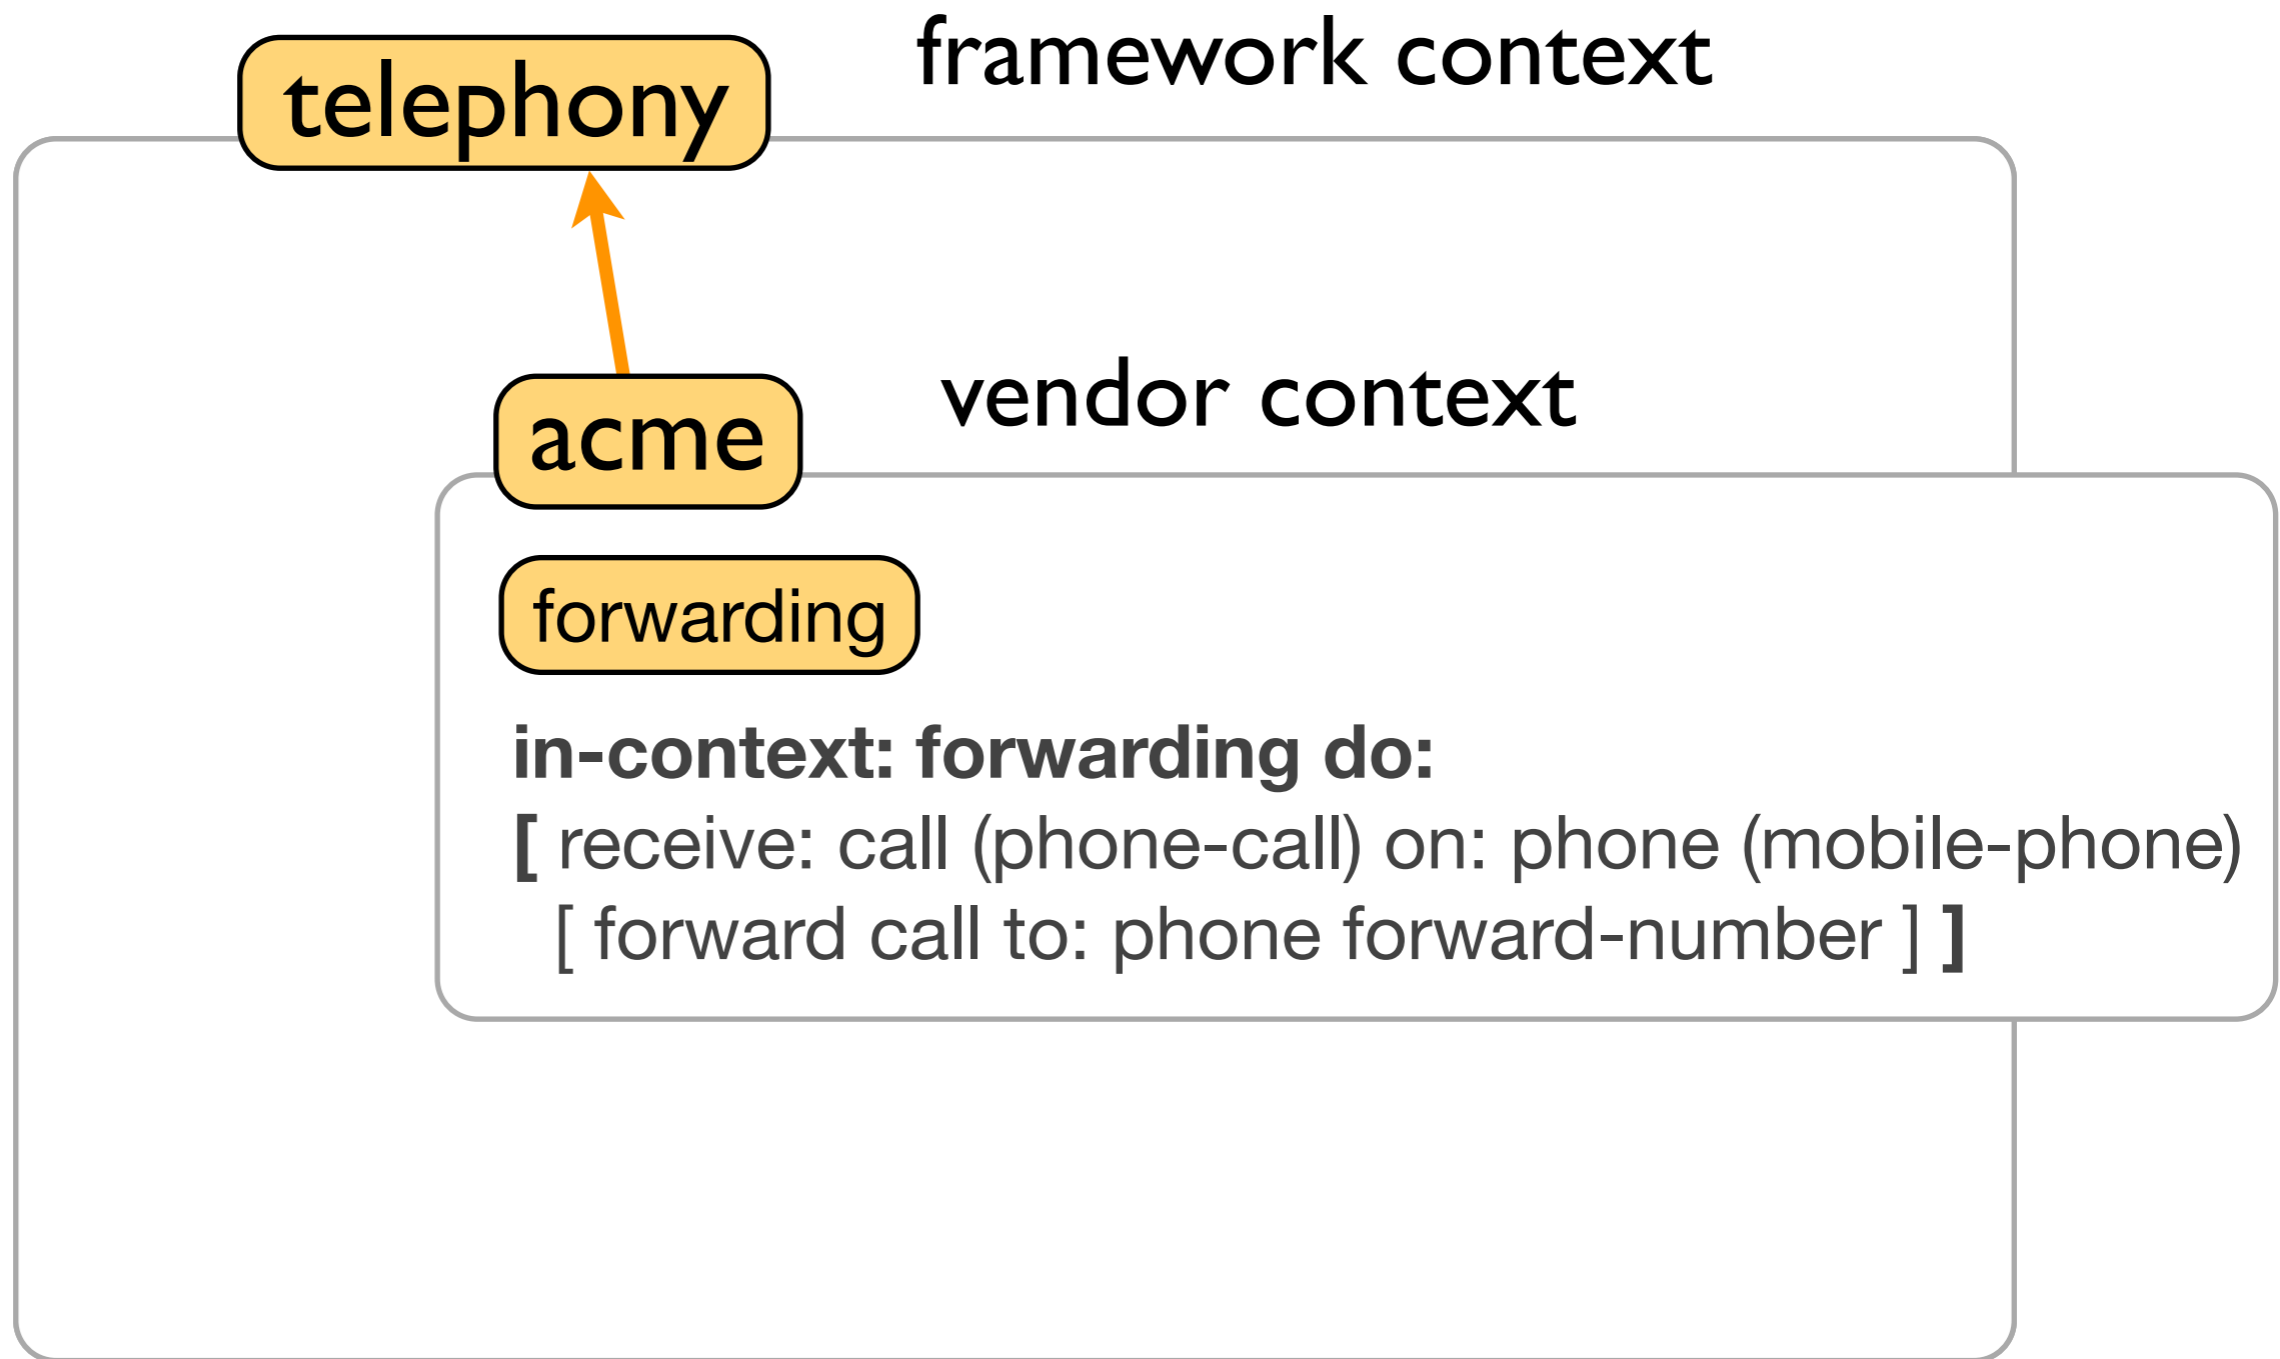 telephony
framework context
acme
vendor context
forwarding
in-context: forwarding do:
[ receive: call (phone-call) on: phone (mobile-phone)
[ forward call to: phone forward-number ] ]